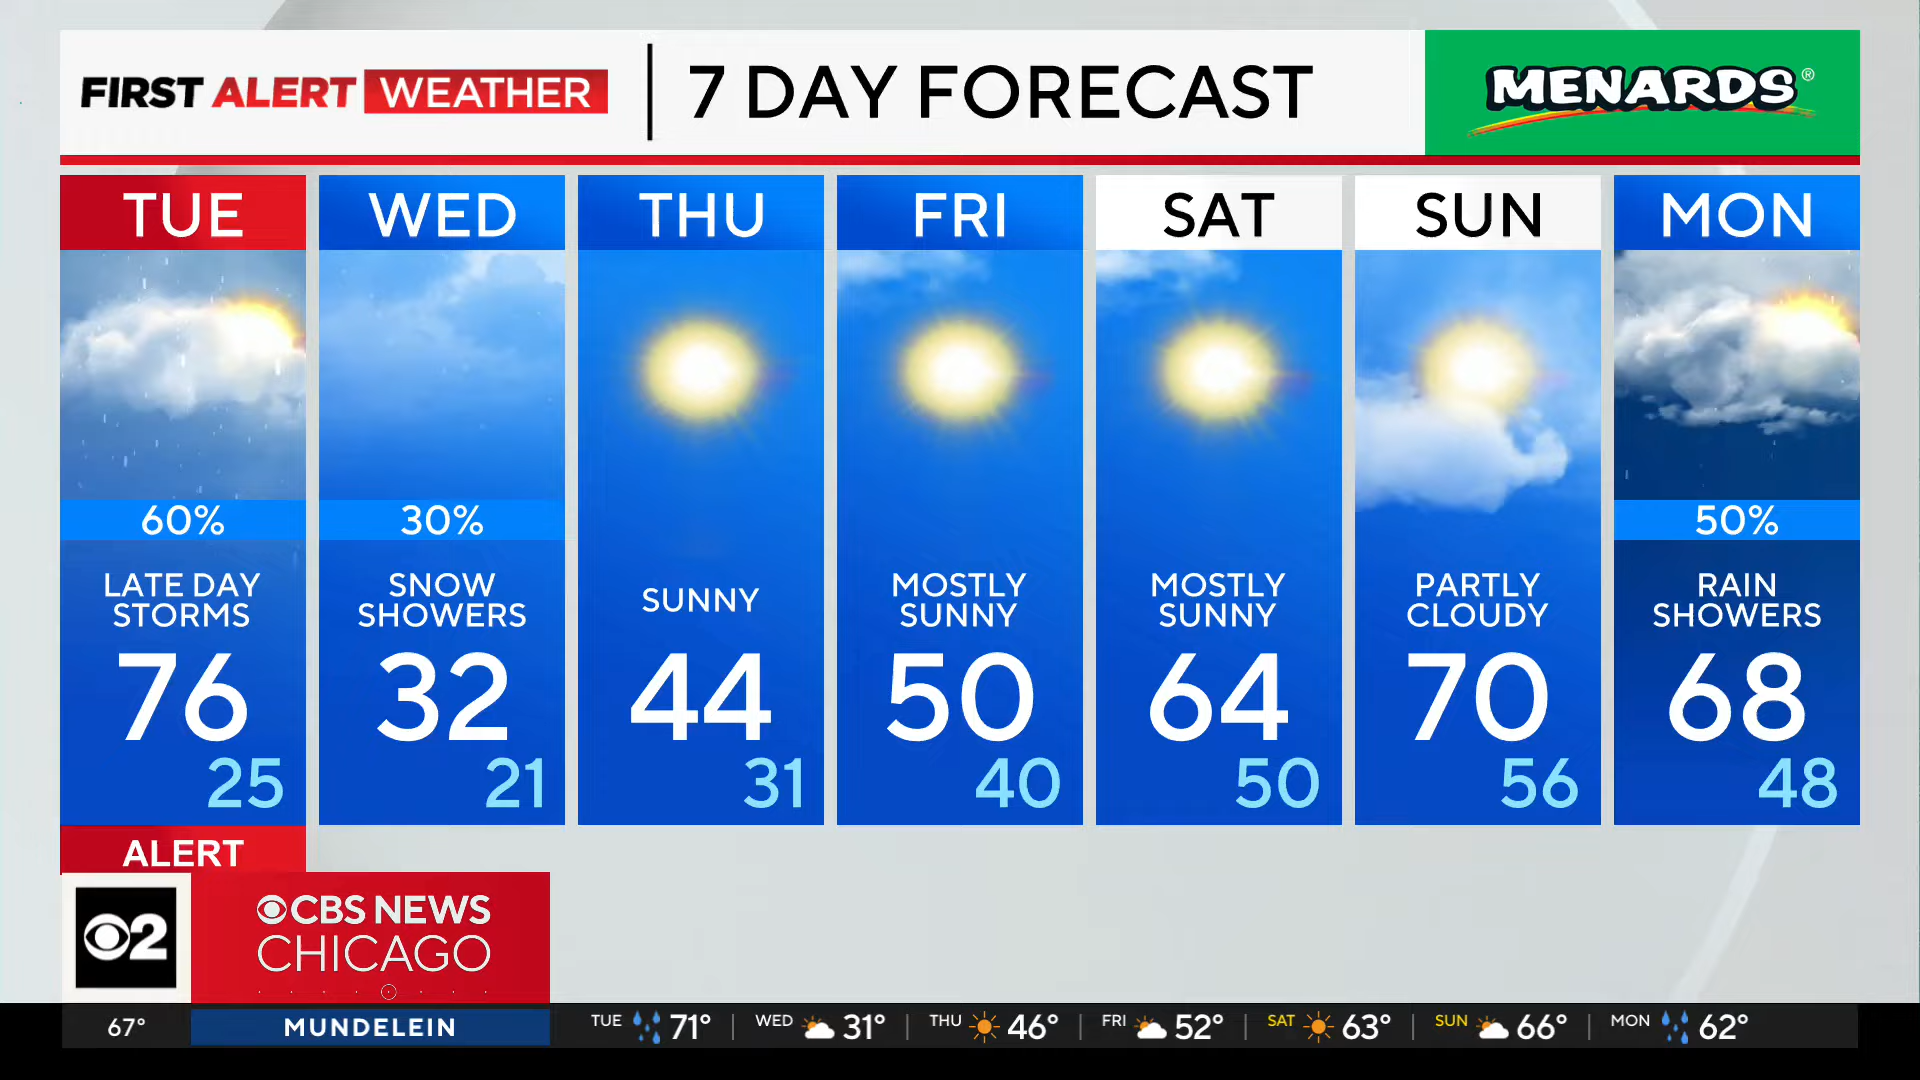 FIRST ALERT WEATHER
7 DAY FORECAST
MENARDS®
TUE
60%
LATE DAY
STORMS
76
25
ALERT
WED
30%
SNOW
SHOWERS
32
21
THU
SUNNY
44
31
FRI
MOSTLY
SUNNY
50
40
SAT
MOSTLY
SUNNY
64
50
SUN
PARTLY
CLOUDY
70
56
MON
50%
RAIN
SHOWERS
68
48
2
CBS NEWS
CHICAGO
67° MUNDELEIN TUE 71° WED 31° THU 46° FRI 52° SAT 63° SUN 66° MON 62°